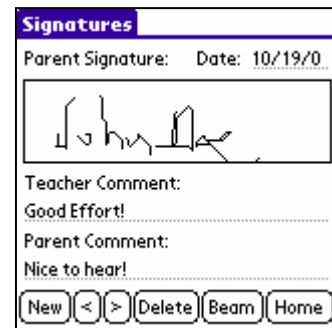 Signatures
Parent Signature: Date: 10/19/0
Teacher Comment:
Good Effort!
Parent Comment:
Nice to hear!
New < > Delete Beam Home